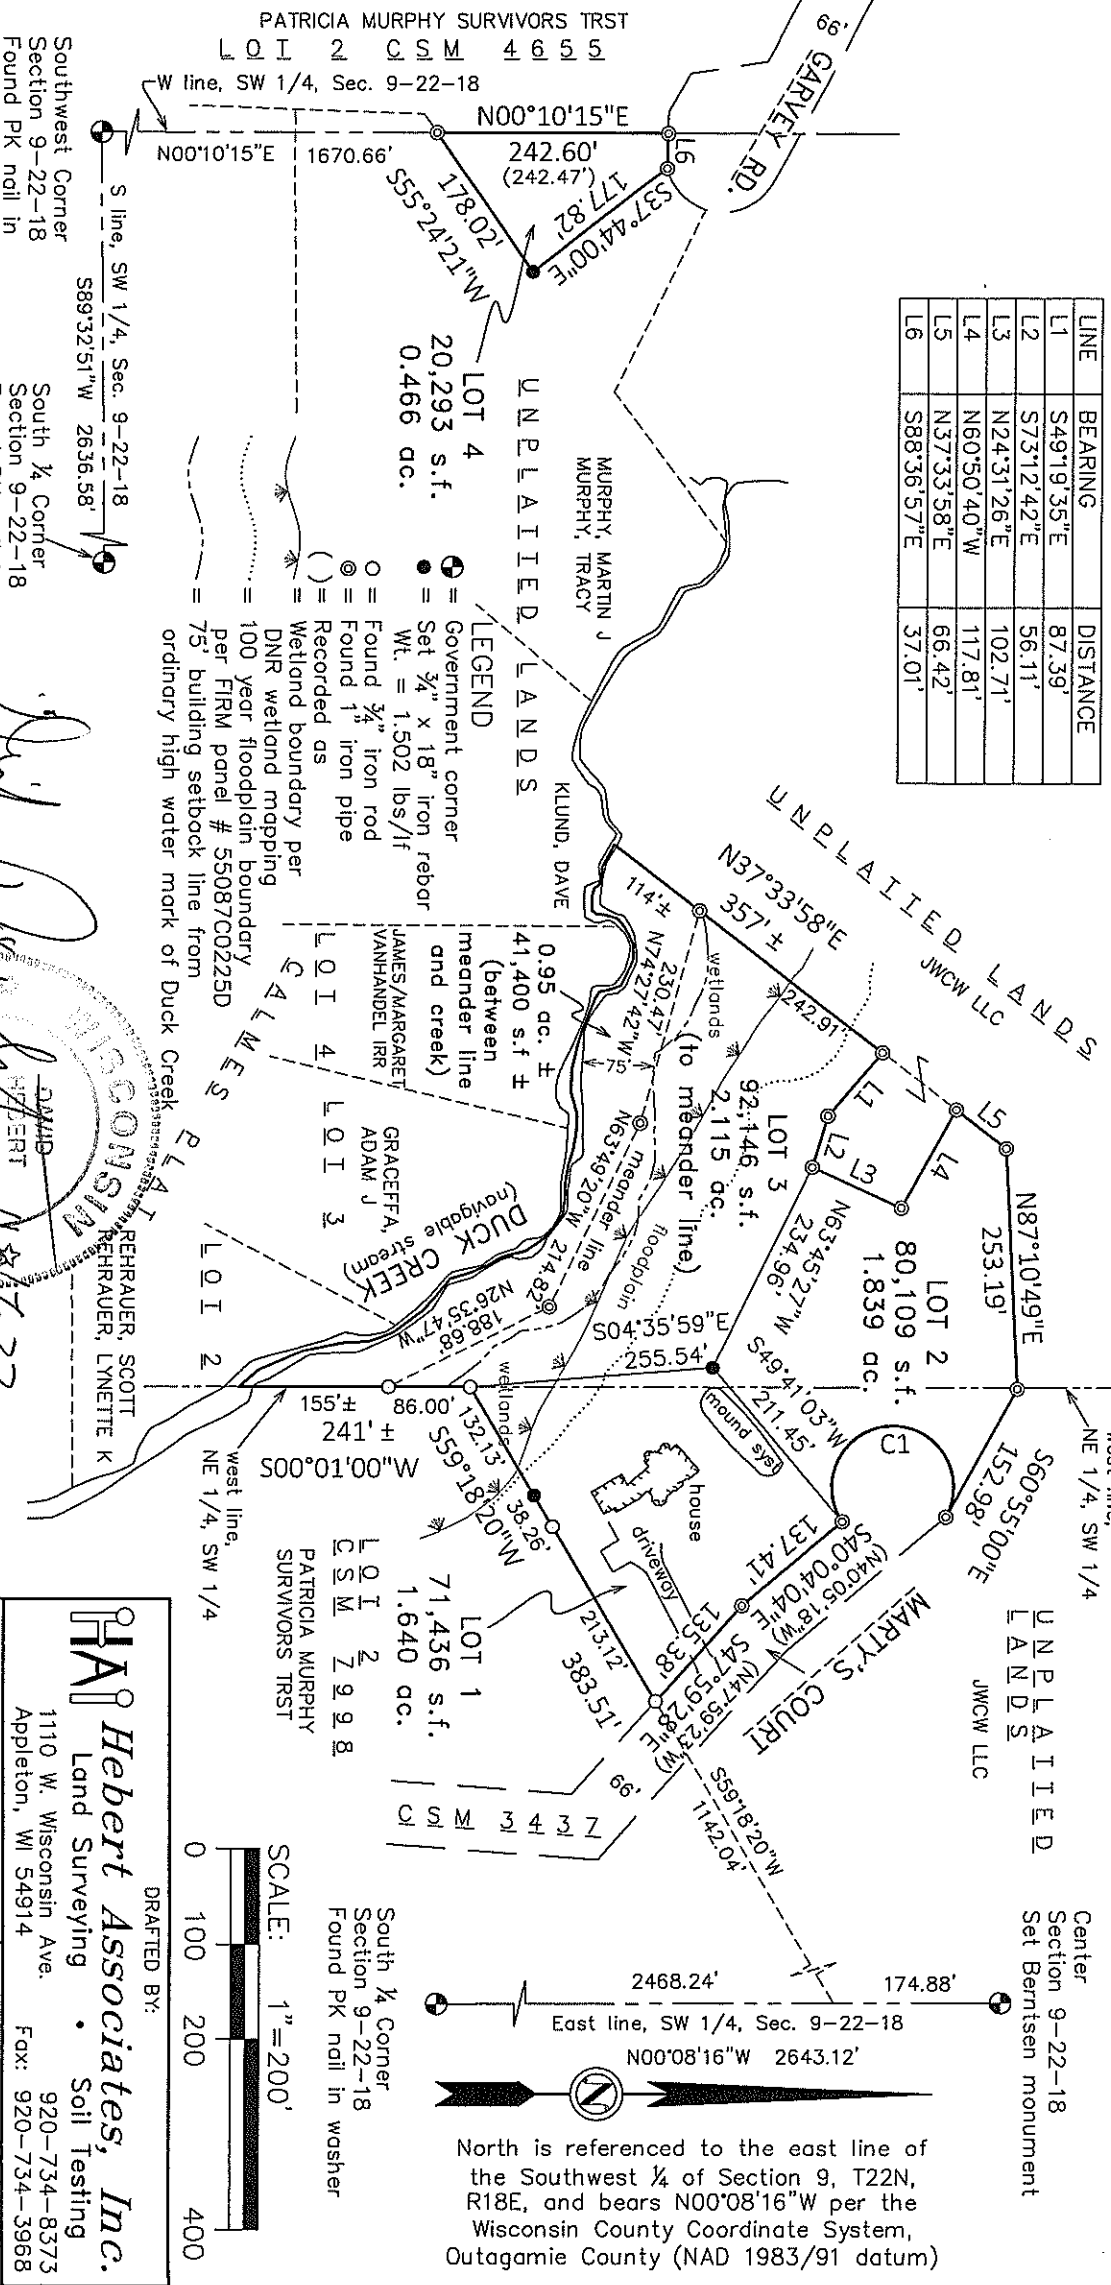 LINE BEARING DISTANCE
L1 S49°19'35"E 87.39'
L2 S73°12'42"E 56.11'
L3 N24°31'26"E 102.71'
L4 N60°50'40"W 117.81'
L5 N37°33'58"E 66.42'
L6 S88°36'57"E 37.01'
66'
GARVEY RD.
PATRICIA MURPHY SURVIVORS TRST
LOT 2 CSM 4655
W line, SW 1/4, Sec. 9-22-18
N00°10'15"E
242.60'
(242.47')
L6
S37°44'00"E
177.82'
178.02'
S55°24'21"W
N00°10'15"E 1670.66'
Southwest Corner
Section 9-22-18
Found PK nail in
S line, SW 1/4, Sec. 9-22-18
S89°32'51"W 2636.58'
South ¼ Corner
Section 9-22-18
LOT 4
20,293 s.f.
0.466 ac.
UNPLATTED LANDS
MURPHY, MARTIN J
MURPHY, TRACY
KLUND, DAVE
LEGEND
= Government corner
= Set ¾" x 18" iron rebar
Wt. = 1.502 lbs/lf
= Found ¾" iron rod
= Found 1" iron pipe
( )= Recorded as
= Wetland boundary per
DNR wetland mapping
= 100 year floodplain boundary
per FIRM panel # 55087C0225D
= 75' building setback line from
ordinary high water mark of Duck Creek
UNPLATTED LANDS
JWCW LLC
N37°33'58"E
357' ±
114'±
242.91'
L1
L2
L3
L4
L5
N87°10'49"E
253.19'
LOT 2
80,109 s.f.
1.839 ac.
N63°45'27"W
234.96'
LOT 3
92,146 s.f.
2.115 ac.
(to meander line)
wetlands
N74°27'42"W
230.47'
75'
N63°49'20"W 214.82'
meander line
floodplain
0.95 ac. ±
41,400 s.f ±
(between
meander line
and creek)
JAMES/MARGARET
VANHANDEL IRR
LOT 4
CALMES PLAT
GRACEFFA,
ADAM J
LOT 3
DUCK CREEK
(navigable stream)
N26°35'47"W
188.68'
LOT 2
REHRAUER, SCOTT
REHRAUER, LYNETTE K
WISCONSIN
DAVID
S04°35'59"E
255.54'
S49°41'03"W
211.45'
mound syst
C1
S60°55'00"E
152.98'
west line,
NE 1/4, SW 1/4
155'± 86.00'
241' ±
S00°01'00"W
west line,
NE 1/4, SW 1/4
wetlands
132.13'
38.26'
S59°18'20"W
213.12'
383.51'
house
driveway
137.41'
S40°04'04"E
(N40°05'18"W)
135.38'
S47°59'28"E
(N47°59'23"W)
MARTY'S COURT
66'
LOT 1
71,436 s.f.
1.640 ac.
LOT 2
CSM 7998
PATRICIA MURPHY
SURVIVORS TRST
CSM 3437
UNPLATTED
LANDS
JWCW LLC
S59°18'20"W
1142.04'
Center
Section 9-22-18
Set Berntsen monument
2468.24' 174.88'
East line, SW 1/4, Sec. 9-22-18
N00°08'16"W 2643.12'
N
South ¼ Corner
Section 9-22-18
Found PK nail in washer
North is referenced to the east line of
the Southwest ¼ of Section 9, T22N,
R18E, and bears N00°08'16"W per the
Wisconsin County Coordinate System,
Outagamie County (NAD 1983/91 datum)
SCALE: 1"=200'
0 100 200 400
DRAFTED BY:
HAI Hebert Associates, Inc.
Land Surveying • Soil Testing
1110 W. Wisconsin Ave. 920-734-8373
Appleton, WI 54914 Fax: 920-734-3968